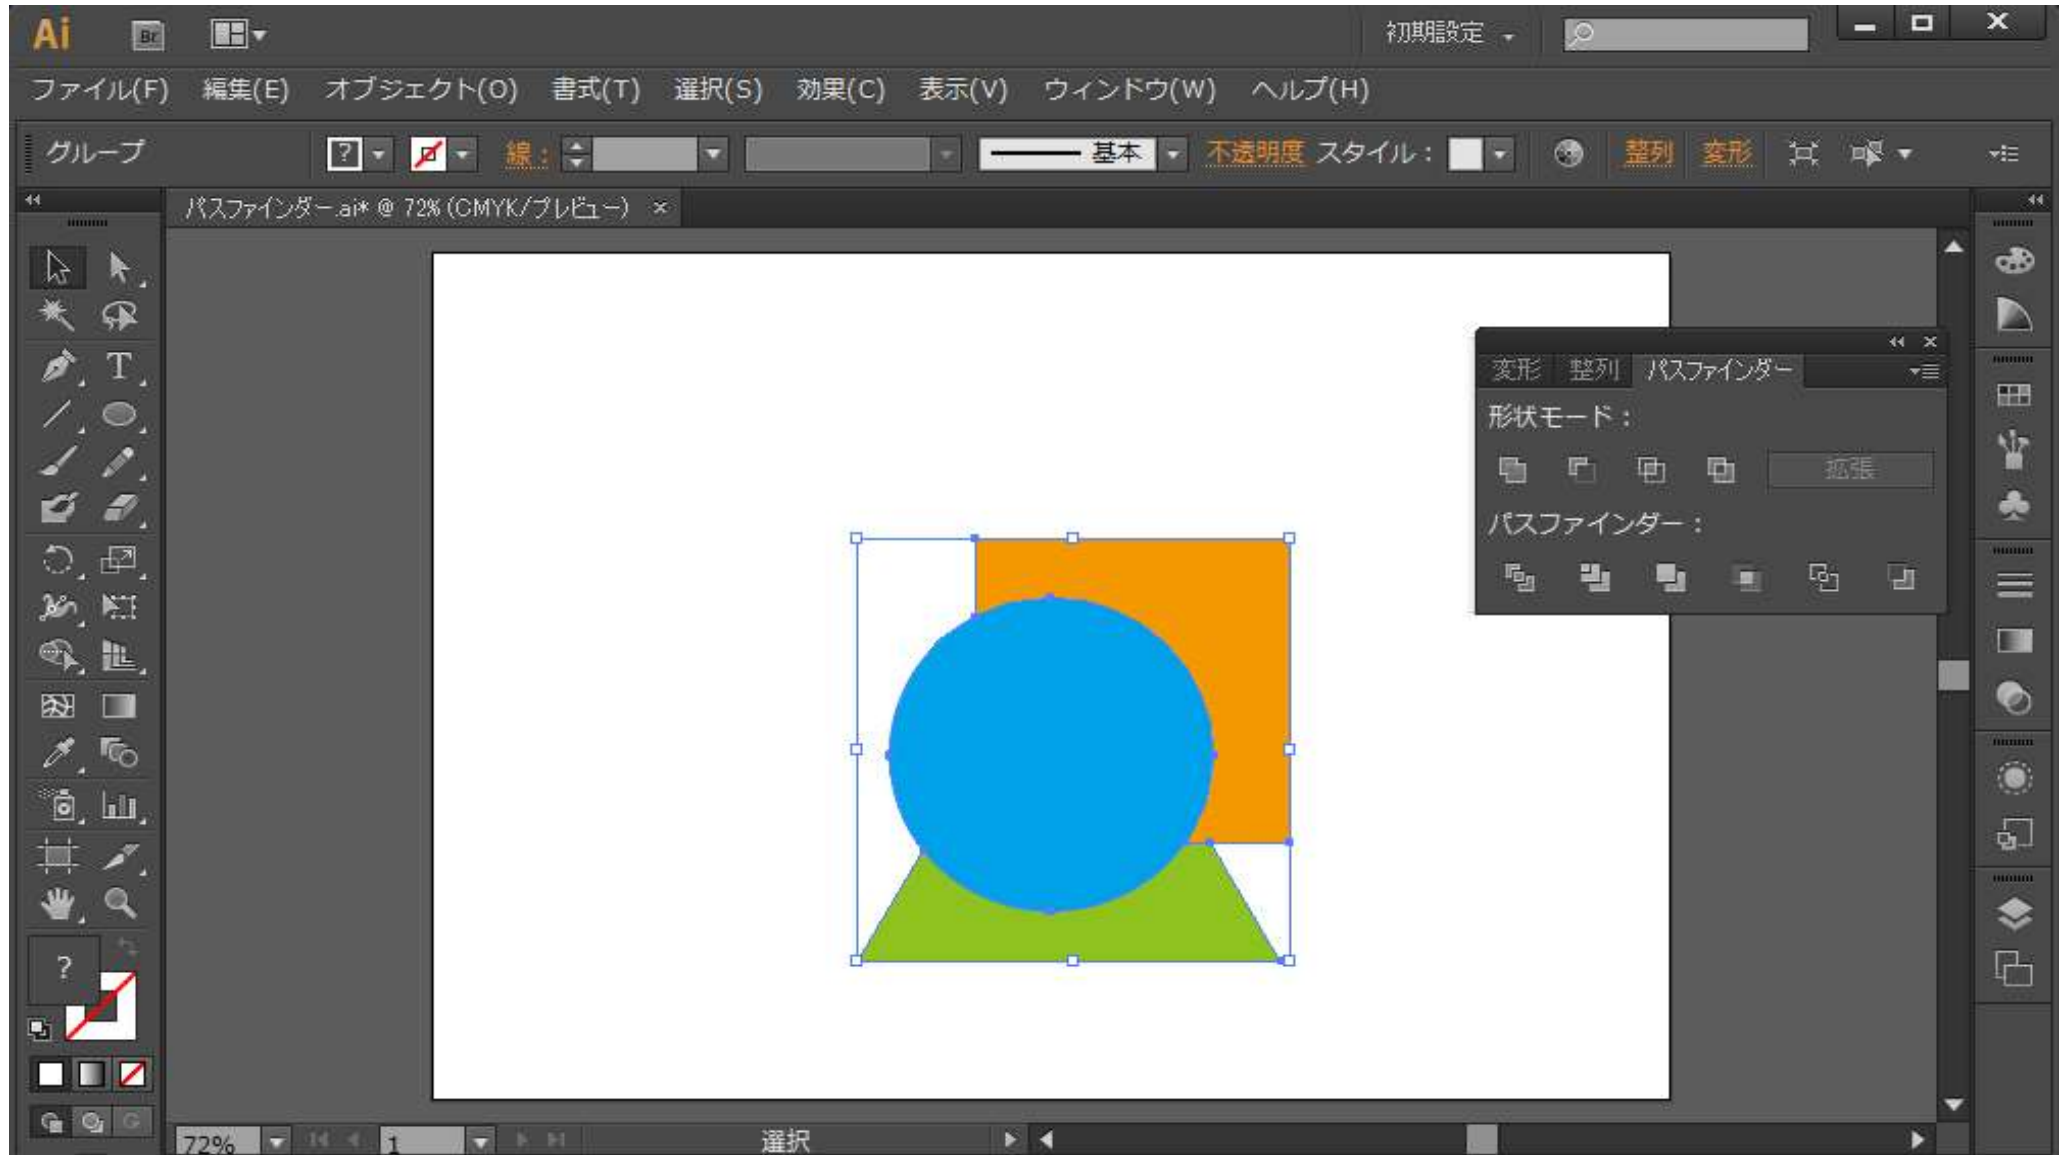 Ai Br 初期設定
ファイル(F) 編集(E) オブジェクト(O) 書式(T) 選択(S) 効果(C) 表示(V) ウィンドウ(W) ヘルプ(H)
グループ ? 線: 基本 不透明度 スタイル: 整列 変形
パスファインダー.ai* @ 72% (CMYK/プレビュー) ×
変形 整列 パスファインダー
形状モード:
拡張
パスファインダー:
T
?
72% 1 選択